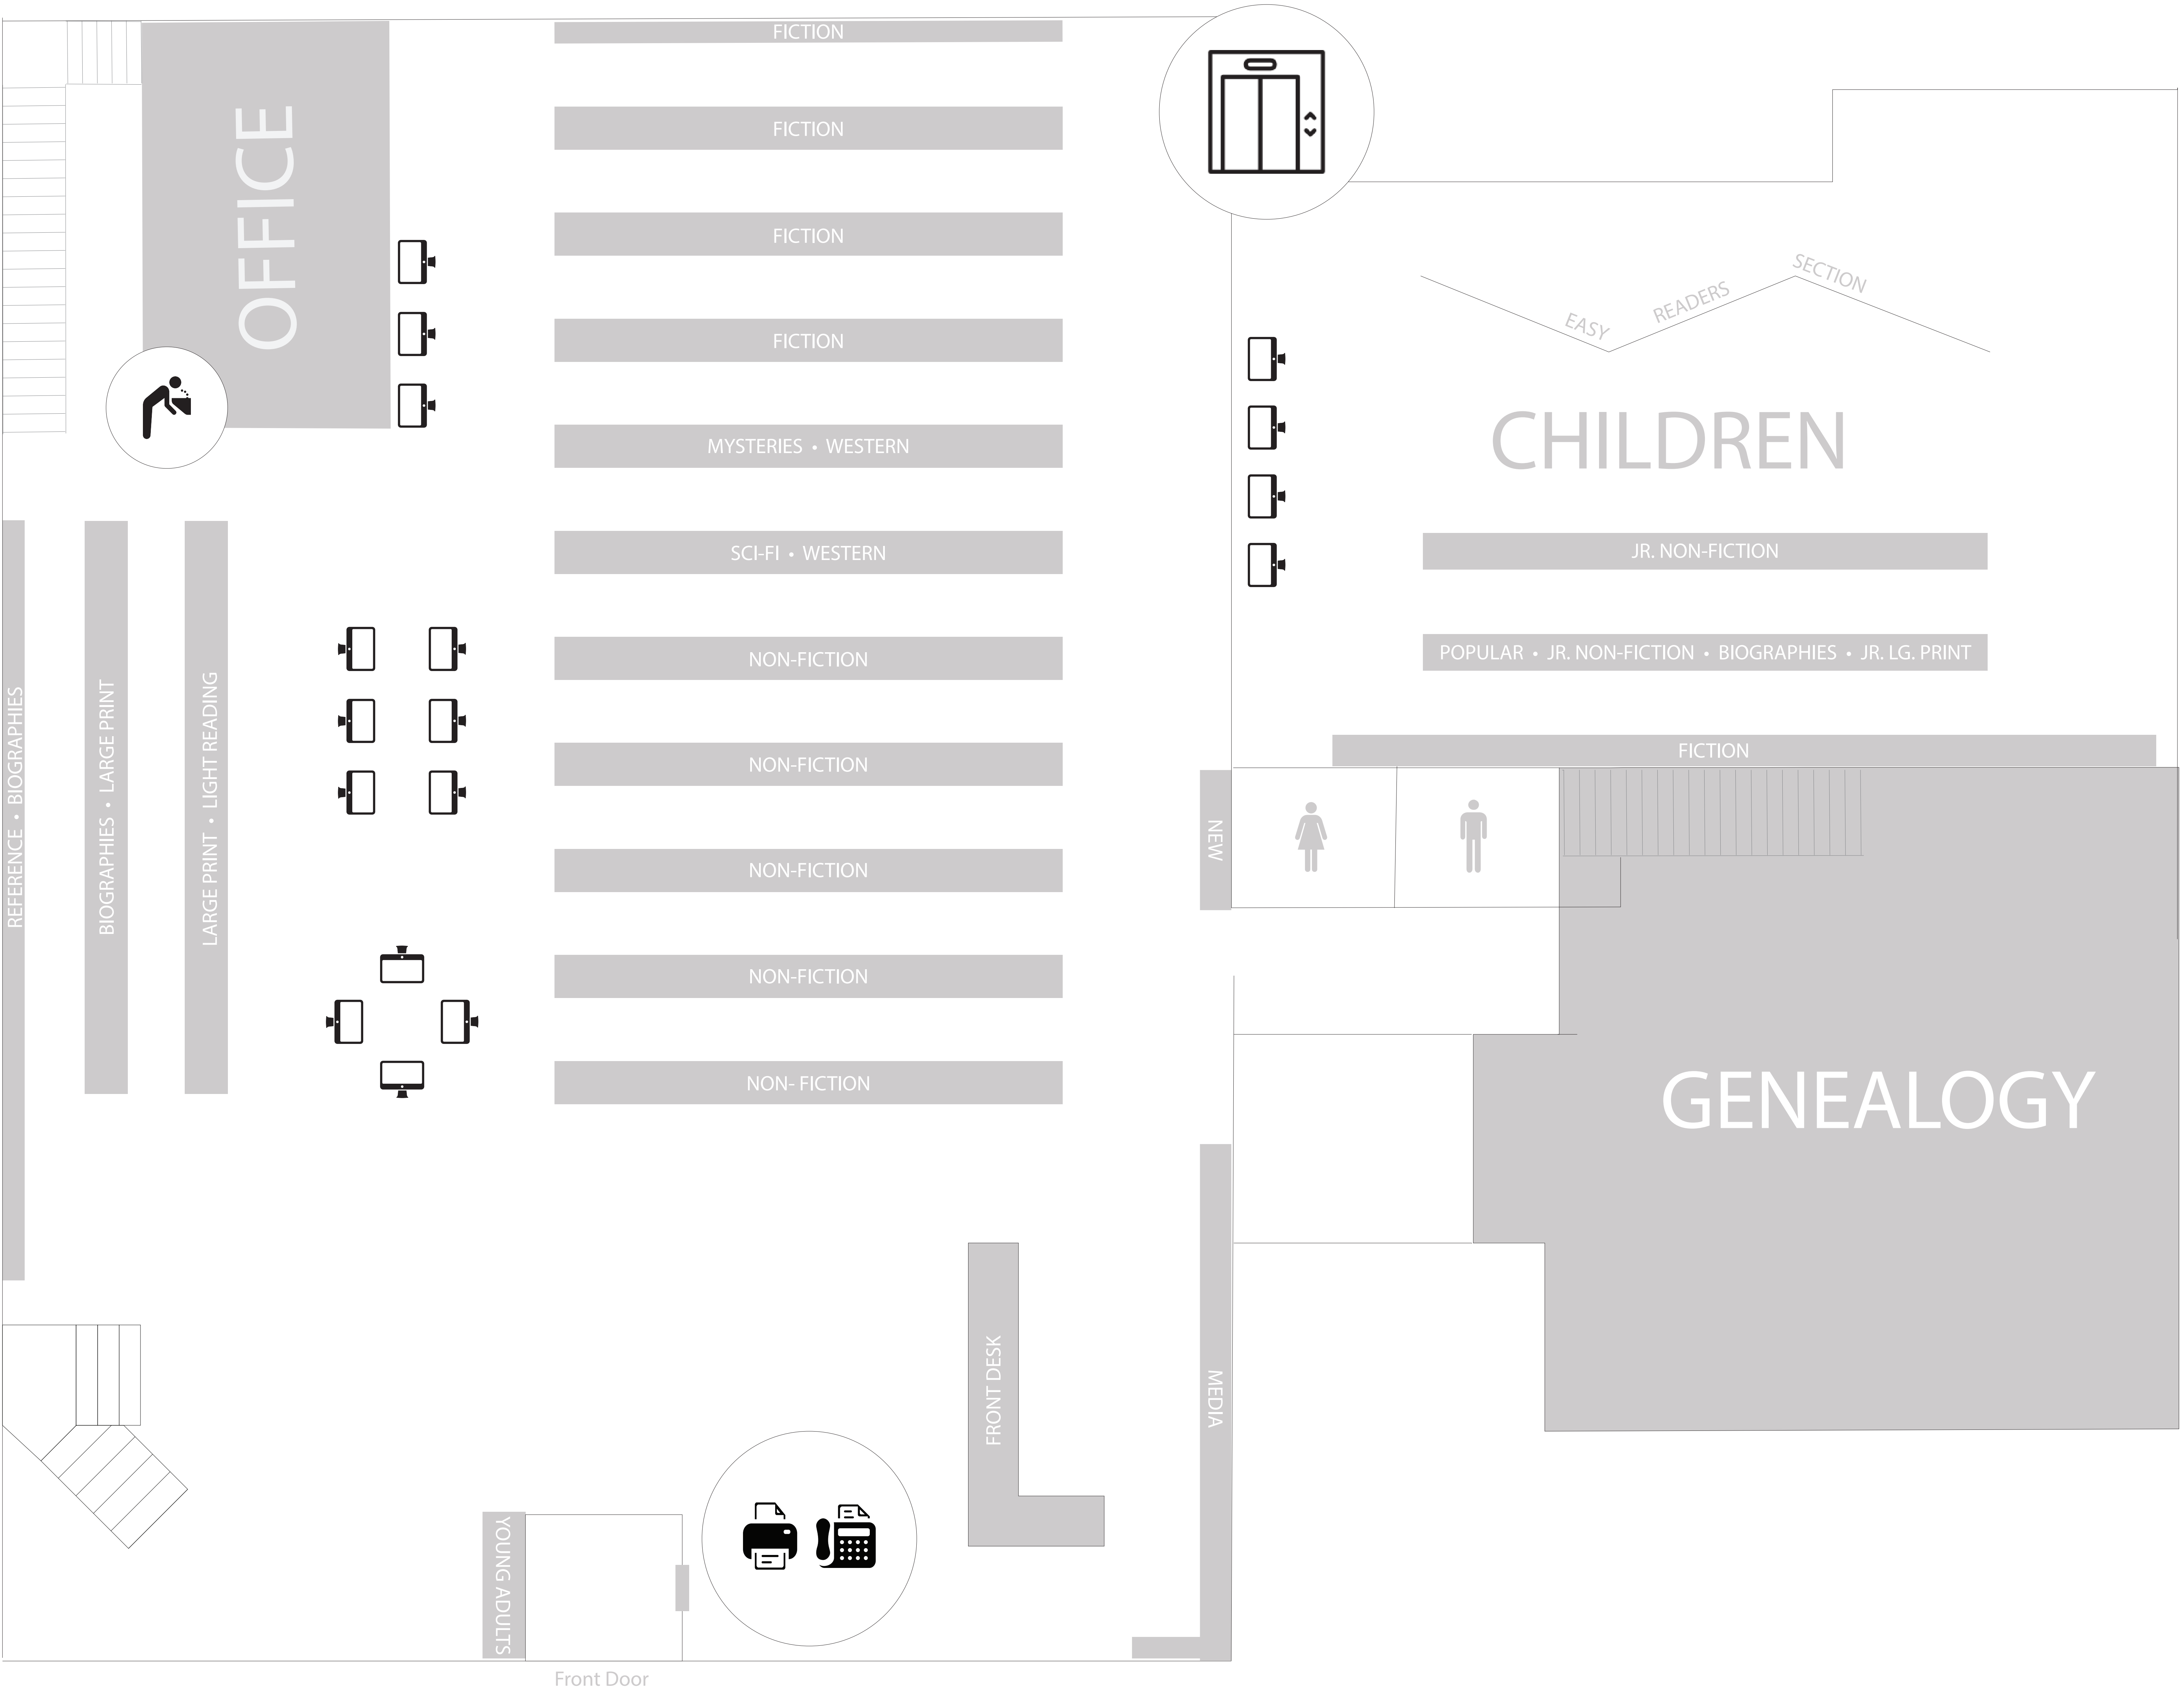 OFFICE
FICTION
FICTION
FICTION
FICTION
MYSTERIES • WESTERN
SCI-FI • WESTERN
NON-FICTION
NON-FICTION
NON-FICTION
NON-FICTION
NON- FICTION
REFERENCE • BIOGRAPHIES
BIOGRAPHIES • LARGE PRINT
LARGE PRINT • LIGHT READING
EASY READERS SECTION
CHILDREN
JR. NON-FICTION
POPULAR • JR. NON-FICTION • BIOGRAPHIES • JR. LG. PRINT
FICTION
NEW
GENEALOGY
FRONT DESK
MEDIA
YOUNG ADULTS
Front Door